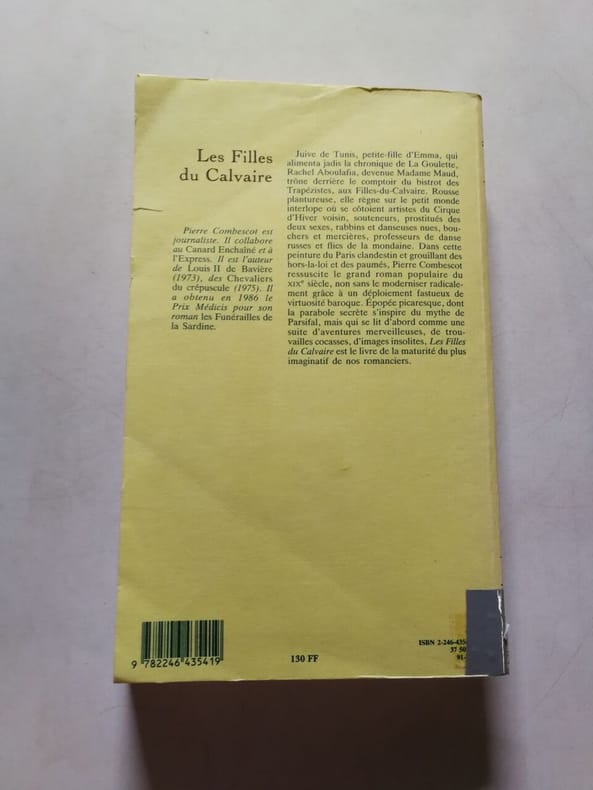 Les Filles
du Calvaire
Pierre Combescot est
journaliste. Il collabore
au Canard Enchaîné et à
l'Express. Il est l'auteur
de Louis II de Bavière
(1973), des Chevaliers
du crépuscule (1975). Il
a obtenu en 1986 le
Prix Médicis pour son
roman les Funérailles de
la Sardine.
Juive de Tunis, petite-fille d'Emma, qui
alimenta jadis la chronique de La Goulette,
Rachel Aboulafia, devenue Madame Maud,
trône derrière le comptoir du bistrot des
Trapézistes, aux Filles-du-Calvaire. Rousse
plantureuse, elle règne sur le petit monde
interlope où se côtoient artistes du Cirque
d'Hiver voisin, souteneurs, prostitués des
deux sexes, rabbins et danseuses nues, bou-
chers et mercières, professeurs de danse
russes et flics de la mondaine. Dans cette
peinture du Paris clandestin et grouillant des
hors-la-loi et des paumés, Pierre Combescot
ressuscite le grand roman populaire du
XIXe siècle, non sans le moderniser radicale-
ment grâce à un déploiement fastueux de
virtuosité baroque. Épopée picaresque, dont
la parabole secrète s'inspire du mythe de
Parsifal, mais qui se lit d'abord comme une
suite d'aventures merveilleuses, de trou-
vailles cocasses, d'images insolites, Les Filles
du Calvaire est le livre de la maturité du plus
imaginatif de nos romanciers.
9 782246 435419
130 FF
ISBN 2-246-435
37 50
91-